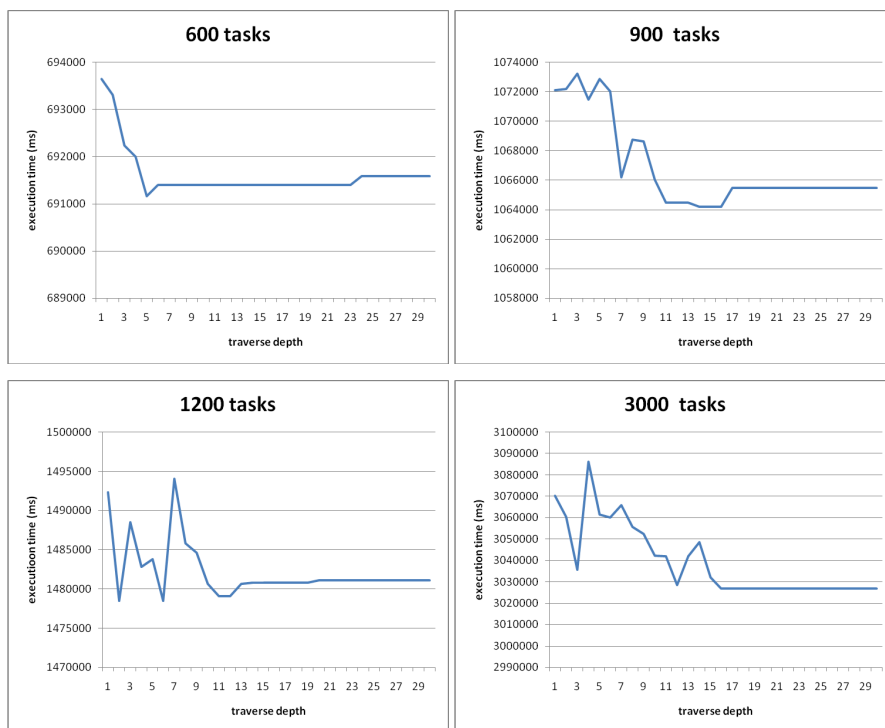 600 tasks
execution time (ms)
694000
693000
692000
691000
690000
689000
1 3 5 7 9 11 13 15 17 19 21 23 25 27 29
traverse depth
900 tasks
execution time (ms)
1074000
1072000
1070000
1068000
1066000
1064000
1062000
1060000
1058000
1 3 5 7 9 11 13 15 17 19 21 23 25 27 29
traverse depth
1200 tasks
executioon time (ms)
1500000
1495000
1490000
1485000
1480000
1475000
1470000
1 3 5 7 9 11 13 15 17 19 21 23 25 27 29
traverse depth
3000 tasks
execution time (ms)
3100000
3090000
3080000
3070000
3060000
3050000
3040000
3030000
3020000
3010000
3000000
2990000
1 3 5 7 9 11 13 15 17 19 21 23 25 27 29
traverse depth